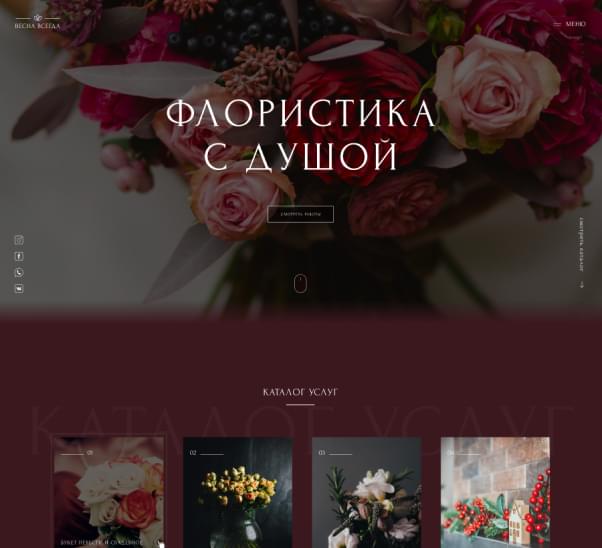 ВЕСНА ВСЕГДА
МЕНЮ
ФЛОРИСТИКА
С ДУШОЙ
СМОТРЕТЬ РАБОТЫ
СМОТРЕТЬ КАТАЛОГ
КАТАЛОГ УСЛУГ
КАТАЛОГ УСЛУГ
01
02
03
04
БУКЕТ НЕВЕСТЫ И СВАДЕБНОЕ